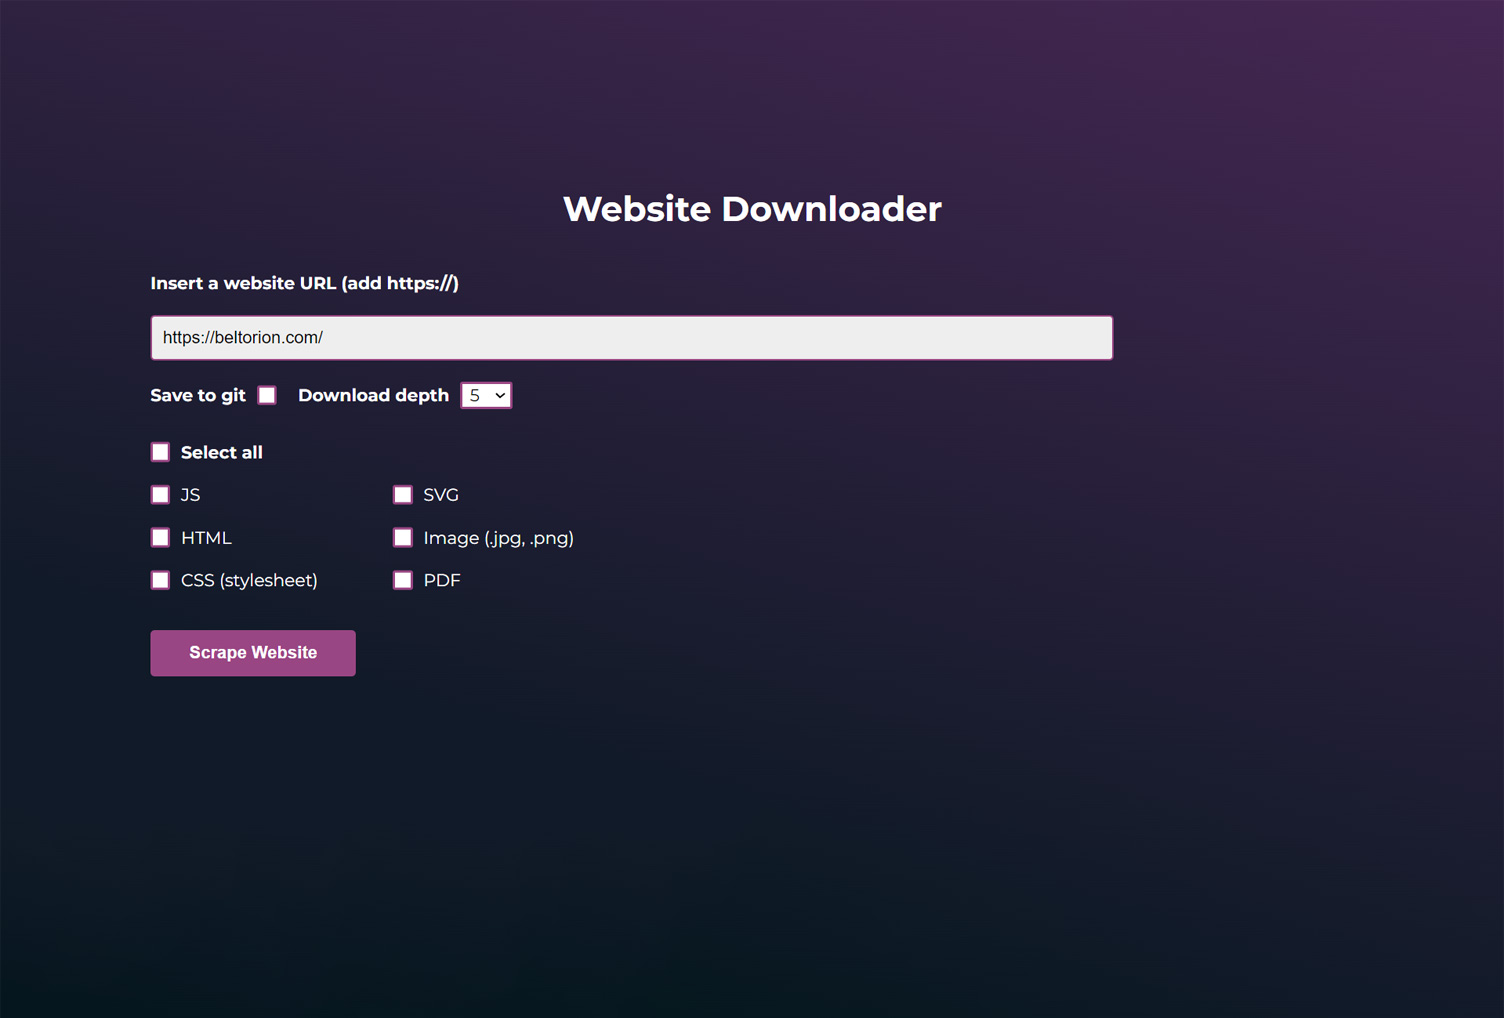 Website Downloader
Insert a website URL (add https://)
https://beltorion.com/
Save to git Download depth 5
Select all
JS SVG
HTML Image (.jpg, .png)
CSS (stylesheet) PDF
Scrape Website